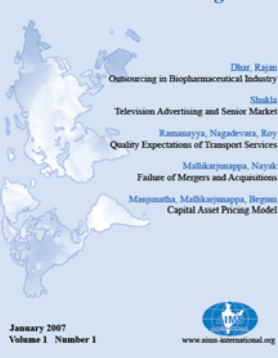 Dhar, Rajan
Outsourcing in Biopharmaceutical Industry
Shukla
Television Advertising and Senior Market
Ramanayya, Nagadevara, Roy
Quality Expectations of Transport Services
Mallikarjunappa, Nayak
Failure of Mergers and Acquisitions
Manjunatha, Mallikarjunappa, Begum
Capital Asset Pricing Model
AIMS
INTERNATIONAL
January 2007
Volume 1 Number 1
www.aims-international.org